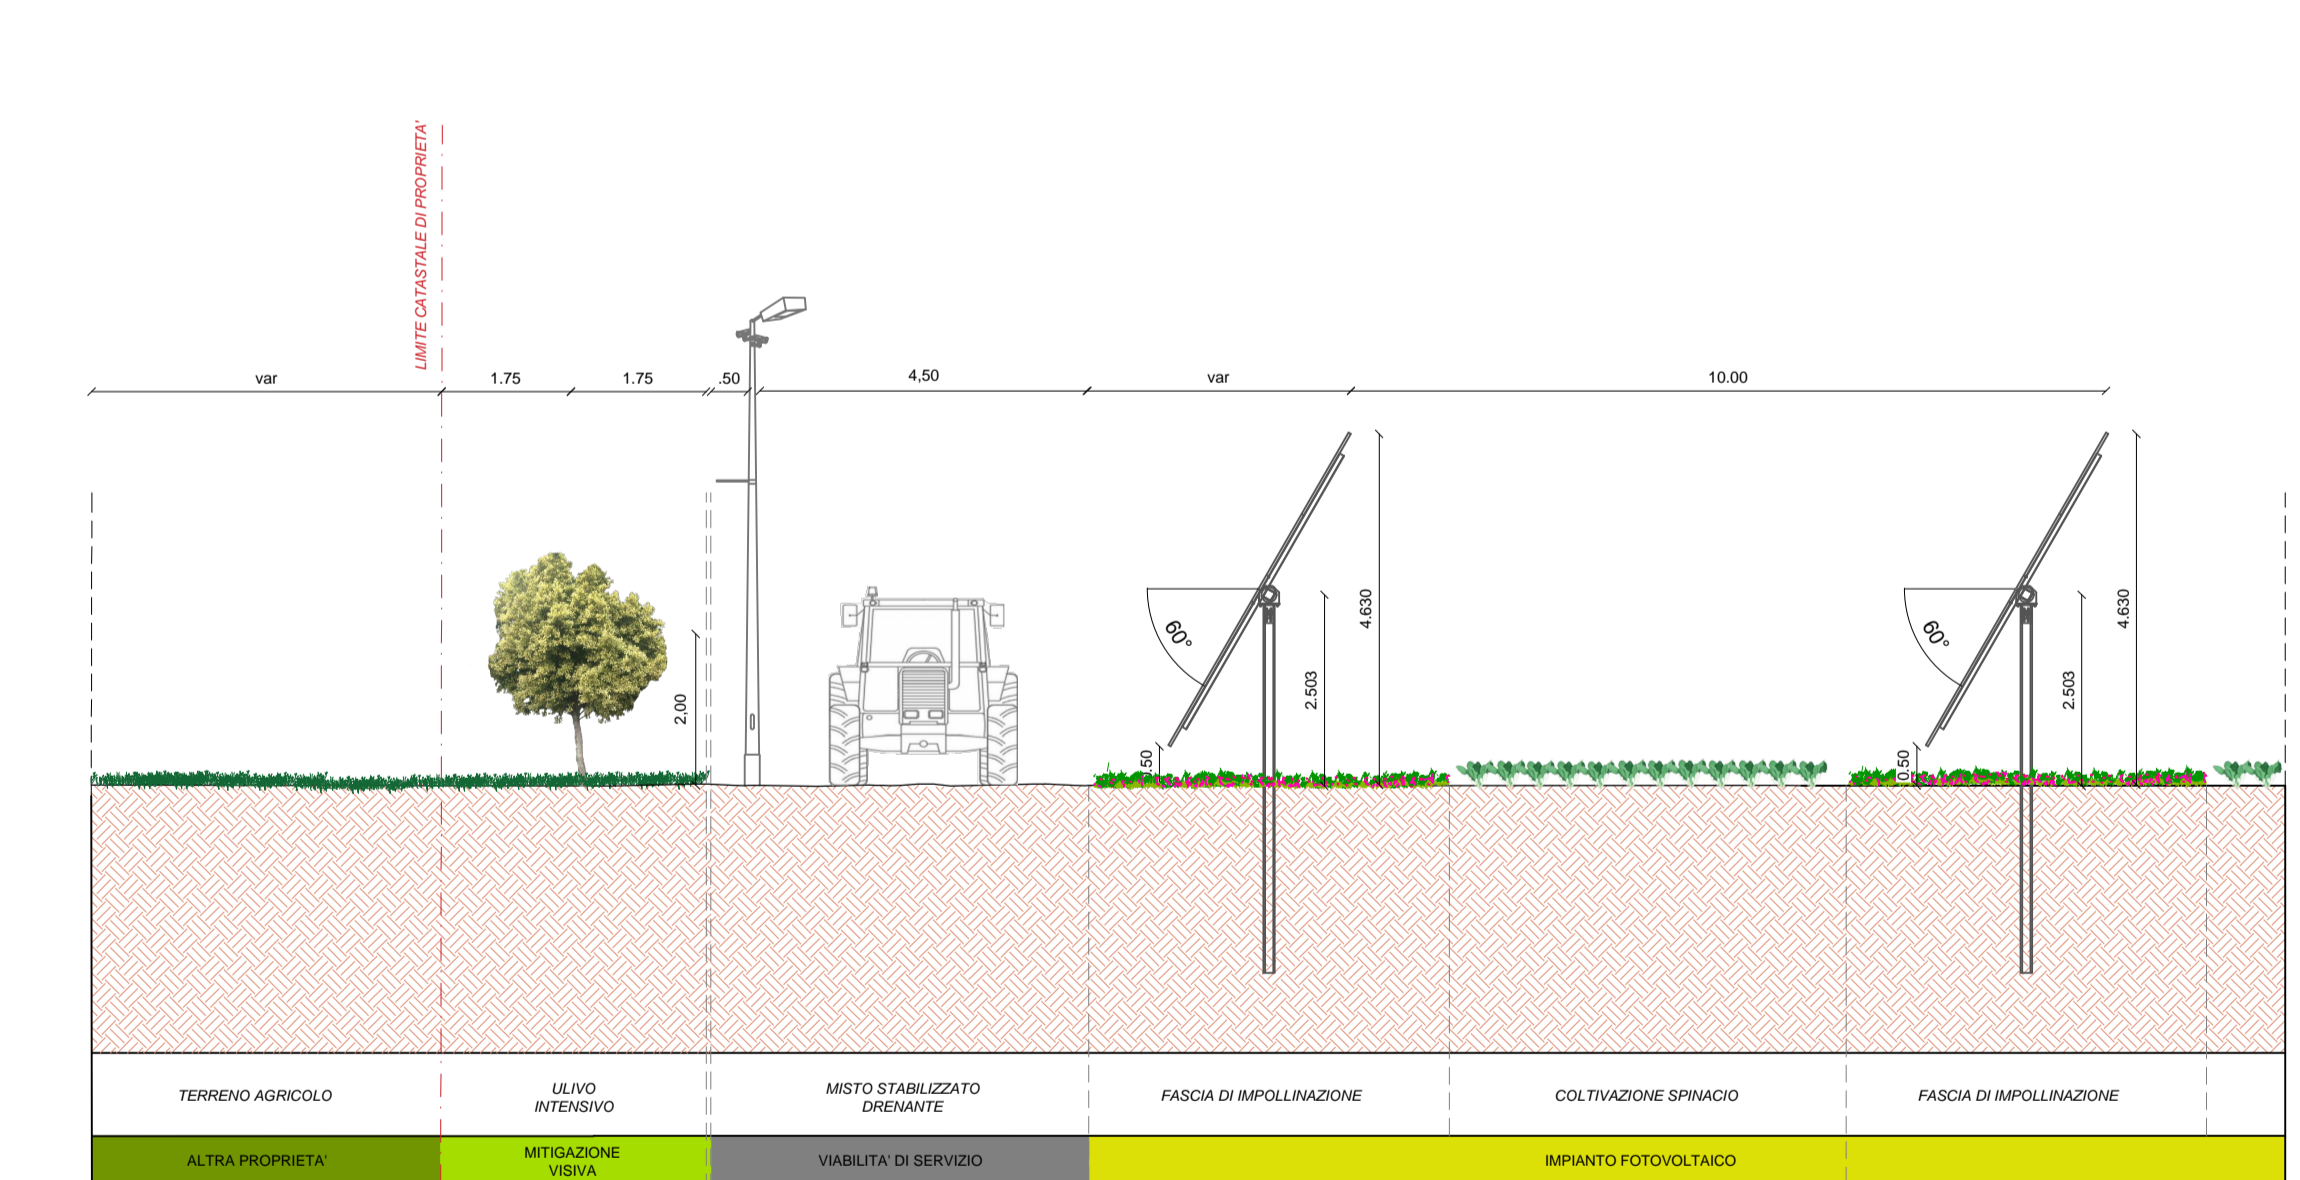 LIMITE CATASTALE DI PROPRIETA'
var
1.75
1.75
.50
4,50
var
10.00
2,00
60°
.50
2.503
4.630
60°
0.50
2.503
4.630
TERRENO AGRICOLO
ULIVO
INTENSIVO
MISTO STABILIZZATO
DRENANTE
FASCIA DI IMPOLLINAZIONE
COLTIVAZIONE SPINACIO
FASCIA DI IMPOLLINAZIONE
ALTRA PROPRIETA'
MITIGAZIONE
VISIVA
VIABILITA' DI SERVIZIO
IMPIANTO FOTOVOLTAICO